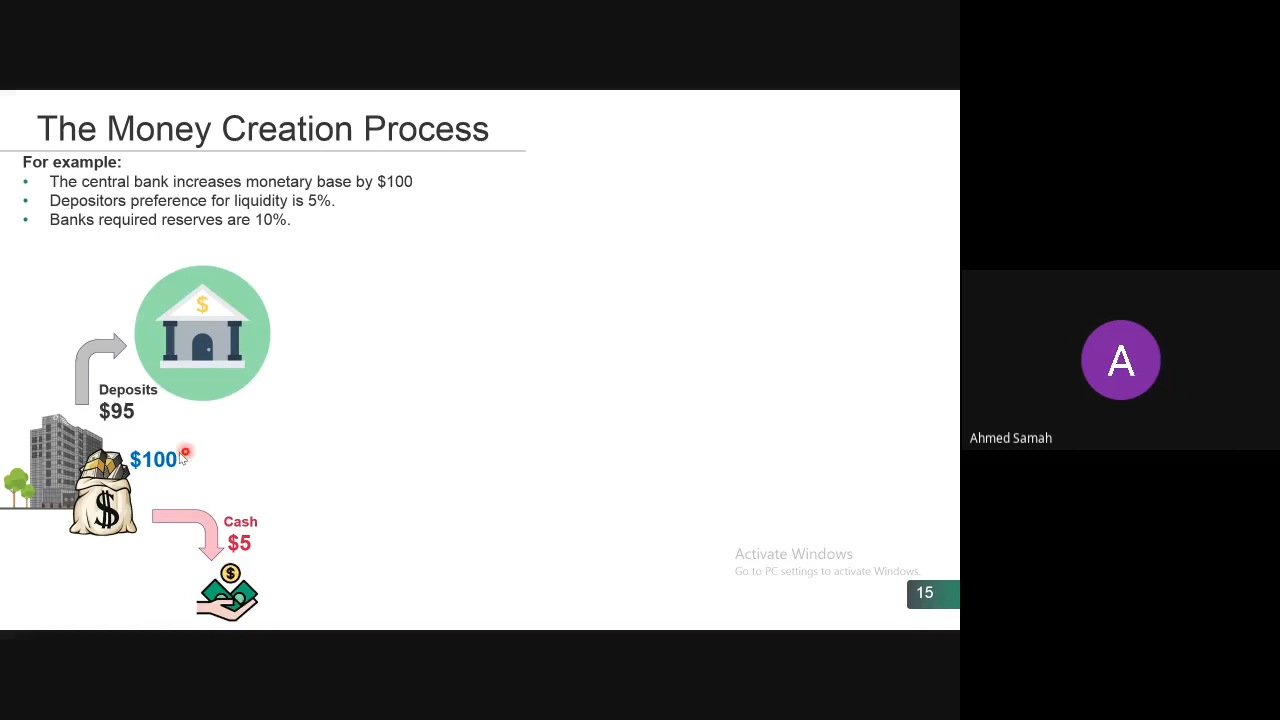 The Money Creation Process
For example:
• The central bank increases monetary base by $100
• Depositors preference for liquidity is 5%.
• Banks required reserves are 10%.
$
Deposits
$95
$100
$
Cash
$5
$
A
Ahmed Samah
Activate Windows
Go to PC settings to activate Windows.
15